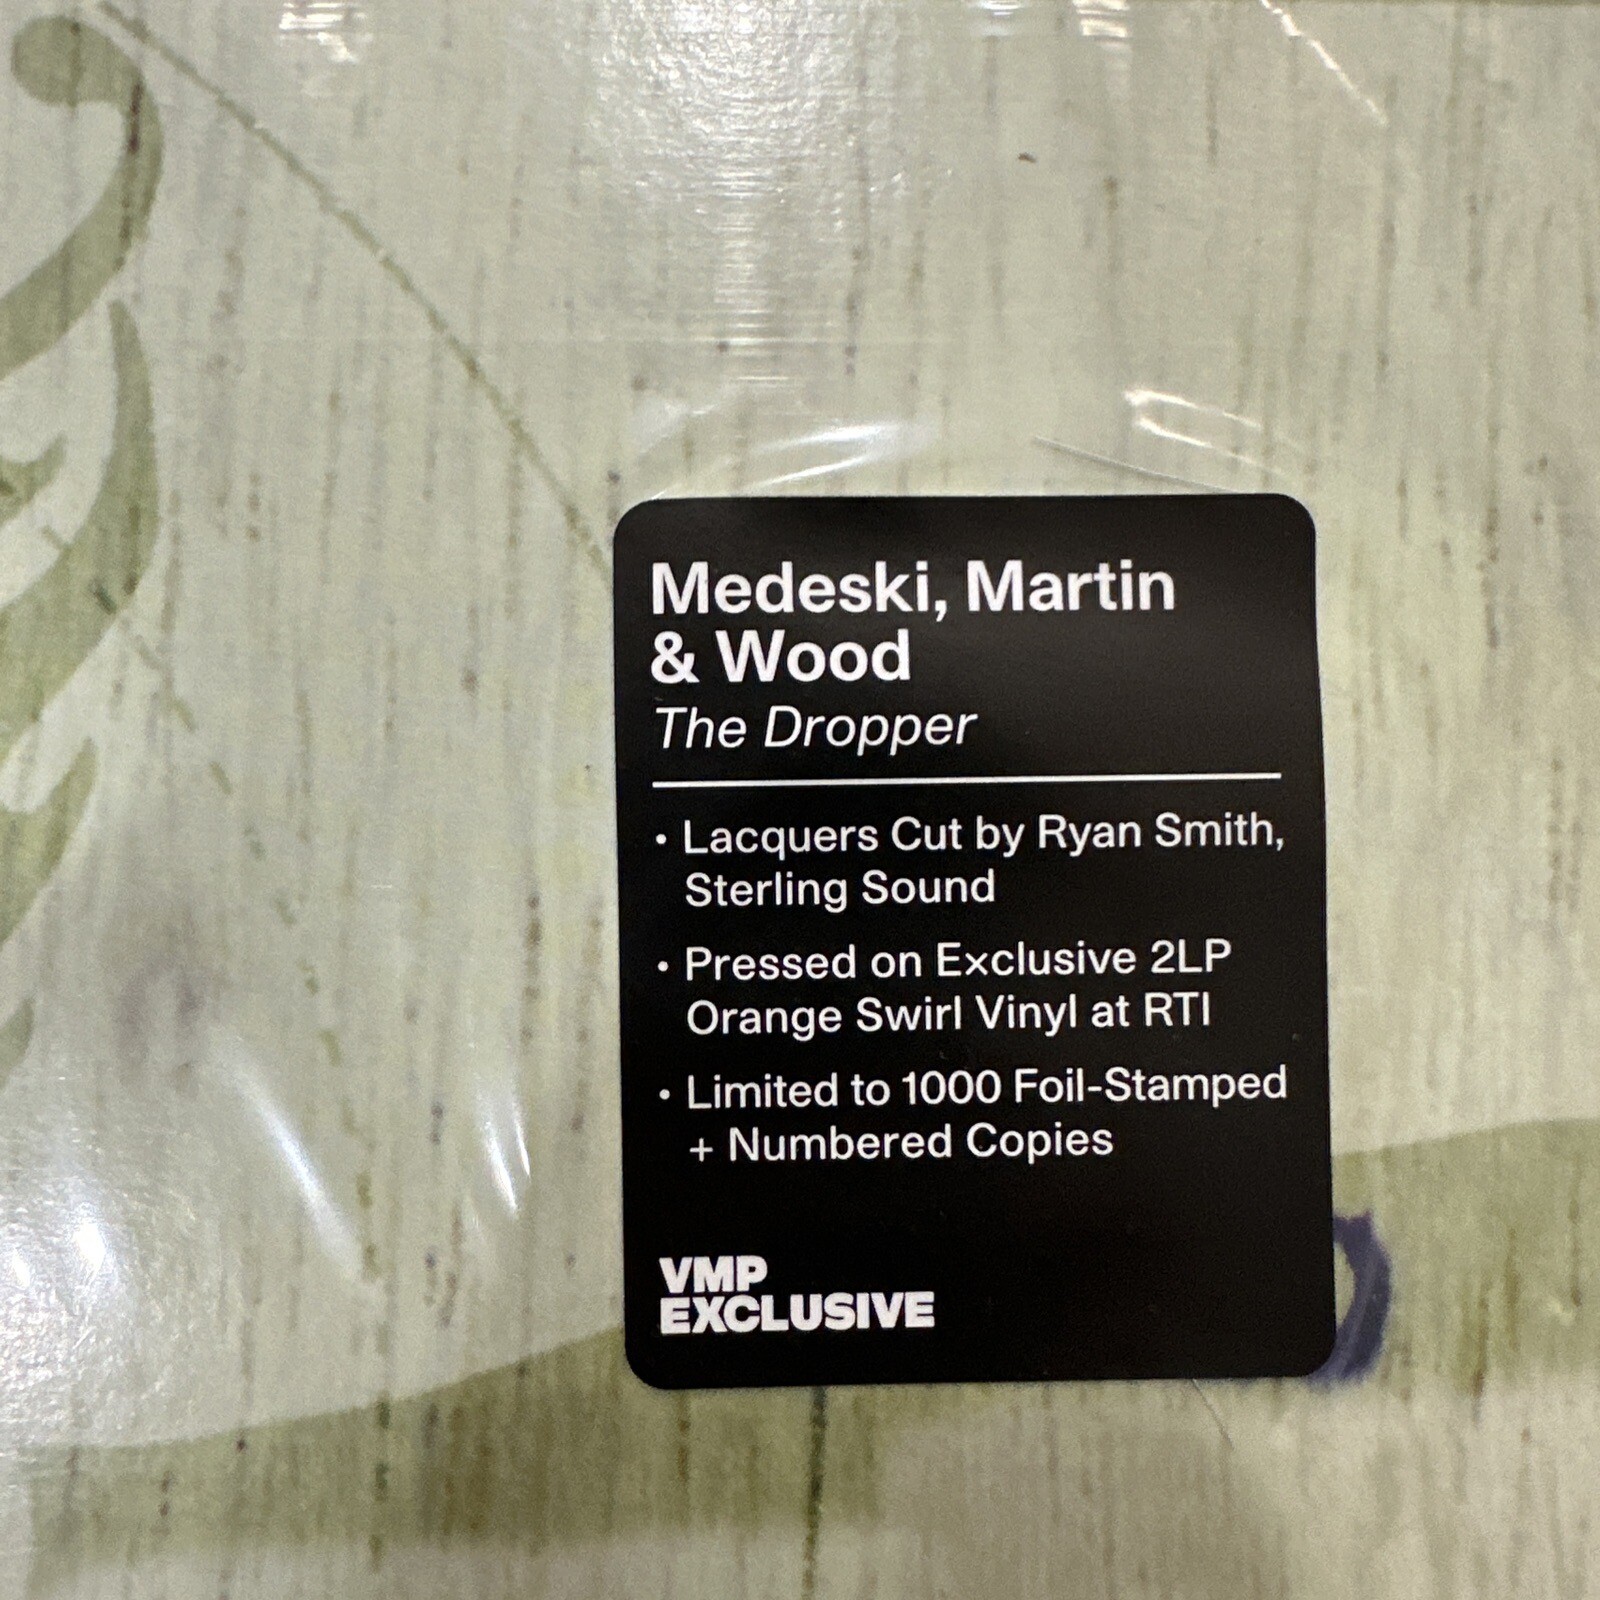 Medeski, Martin
& Wood
The Dropper
• Lacquers Cut by Ryan Smith,
Sterling Sound
• Pressed on Exclusive 2LP
Orange Swirl Vinyl at RTI
• Limited to 1000 Foil-Stamped
+ Numbered Copies
VMP
EXCLUSIVE